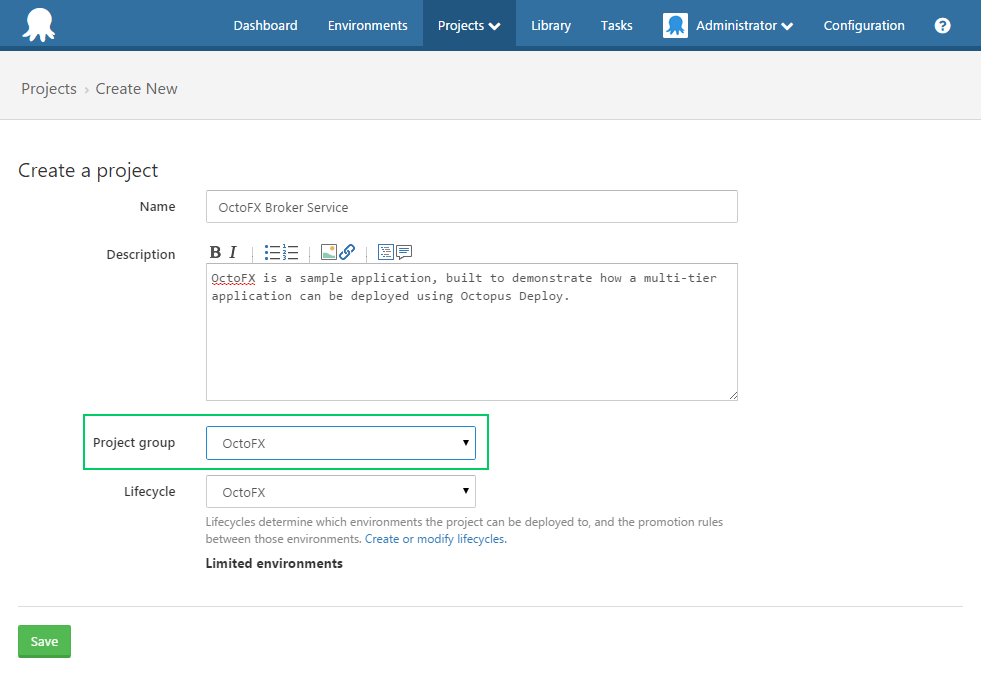 Dashboard Environments Projects Library Tasks Administrator Configuration ?
Projects › Create New
Create a project
Name OctoFX Broker Service
Description B I
OctoFX is a sample application, built to demonstrate how a multi-tier
application can be deployed using Octopus Deploy.
Project group OctoFX
Lifecycle OctoFX
Lifecycles determine which environments the project can be deployed to, and the promotion rules
between those environments. Create or modify lifecycles.
Limited environments
Save